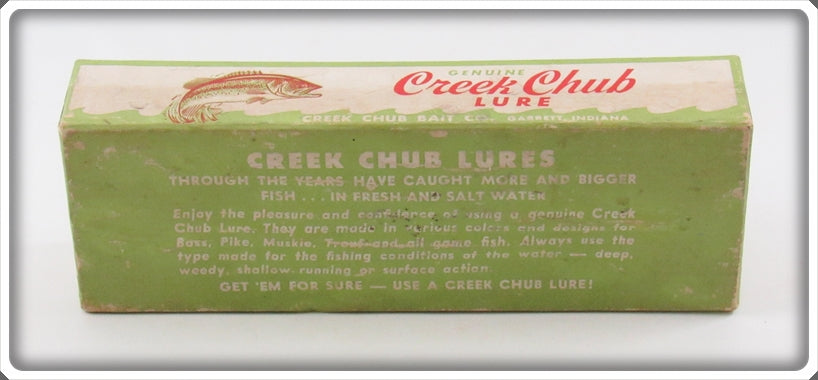 GENUINE
Creek Chub
LURE
CREEK CHUB BAIT CO. GARRETT, INDIANA
CREEK CHUB LURES
THROUGH THE YEARS HAVE CAUGHT MORE AND BIGGER
FISH . . . IN FRESH AND SALT WATER
Enjoy the pleasure and confidence of using a genuine Creek
Chub Lure. They are made in various colors and designs for
Bass, Pike, Muskie, Trout and all game fish. Always use the
type made for the fishing conditions of the water — deep,
weedy, shallow, running or surface action.
GET 'EM FOR SURE — USE A CREEK CHUB LURE!